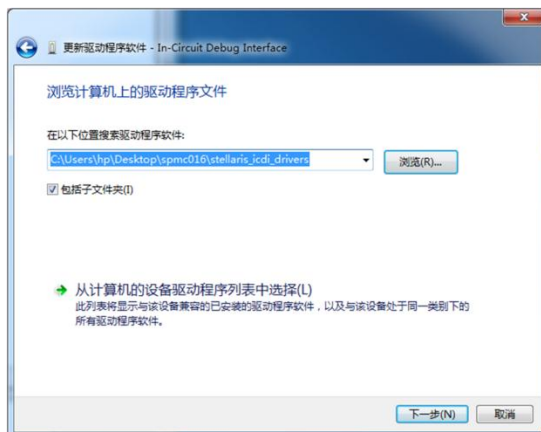 更新驱动程序软件 - In-Circuit Debug Interface
浏览计算机上的驱动程序文件
在以下位置搜索驱动程序软件:
C:\Users\hp\Desktop\spmc016\stellaris_icdi_drivers
浏览(R)...
包括子文件夹(I)
从计算机的设备驱动程序列表中选择(L)
此列表将显示与该设备兼容的已安装的驱动程序软件，以及与该设备处于同一类别下的
所有驱动程序软件。
下一步(N)
取消